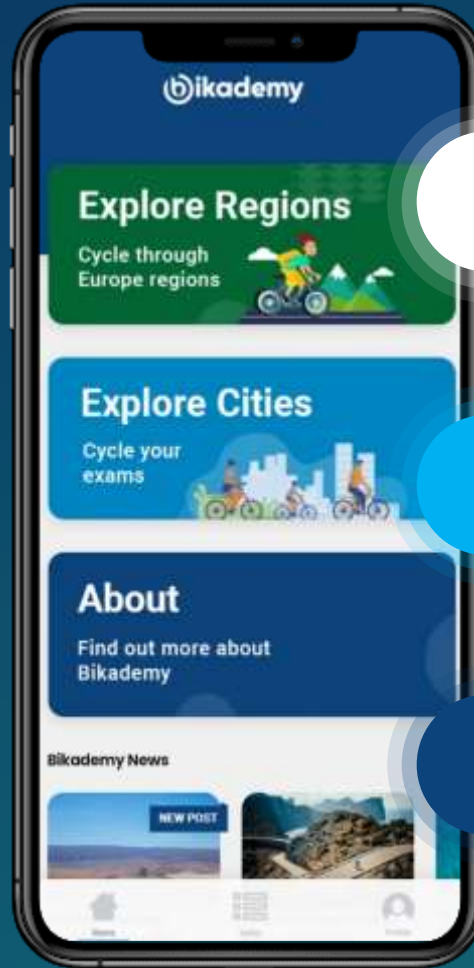 bikademy
Explore Regions
Cycle through
Europe regions
Explore Cities
Cycle your
exams
About
Find out more about
Bikademy
Bikademy News
NEW POST
Home